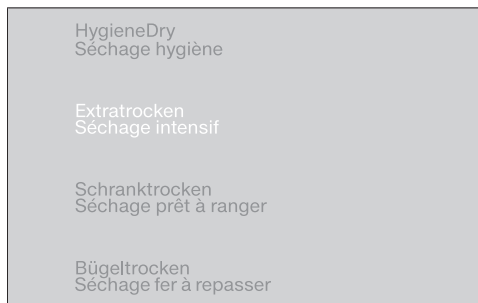 HygieneDry
Séchage hygiène
Extratrocken
Séchage intensif
Schranktrocken
Séchage prêt à ranger
Bügeltrocken
Séchage fer à repasser